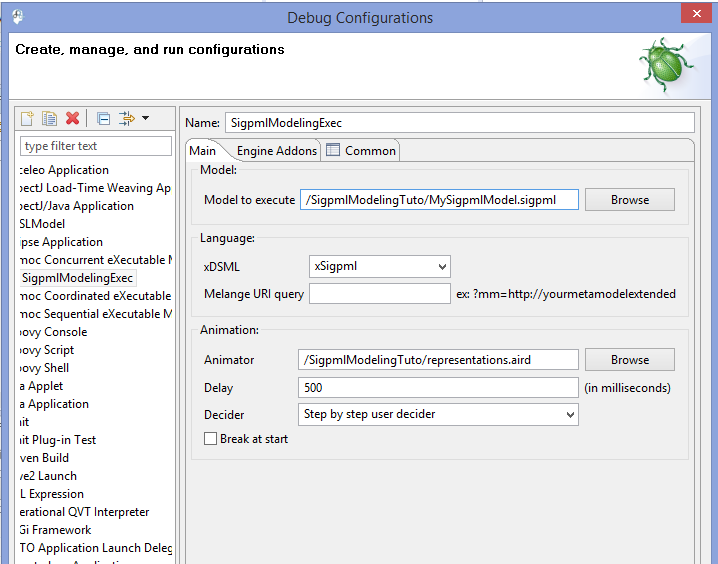 Debug Configurations
Create, manage, and run configurations
type filter text
celeo Application
pectJ Load-Time Weaving Ap
pectJ/Java Application
SLModel
ipse Application
moc Concurrent eXecutable M
SigpmlModelingExec
moc Coordinated eXecutable
moc Sequential eXecutable M
oovy Console
oovy Script
oovy Shell
a Applet
a Application
nit
nit Plug-in Test
ven Build
ve2 Launch
L Expression
erational QVT Interpreter
Gi Framework
TO Application Launch Deleg
Name: SigpmlModelingExec
Main Engine Addons Common
Model:
Model to execute /SigpmlModelingTuto/MySigpmlModel.sigpml Browse
Language:
xDSML xSigpml
Melange URI query ex: ?mm=http://yourmetamodelextended
Animation:
Animator /SigpmlModelingTuto/representations.aird Browse
Delay 500 (in milliseconds)
Decider Step by step user decider
Break at start